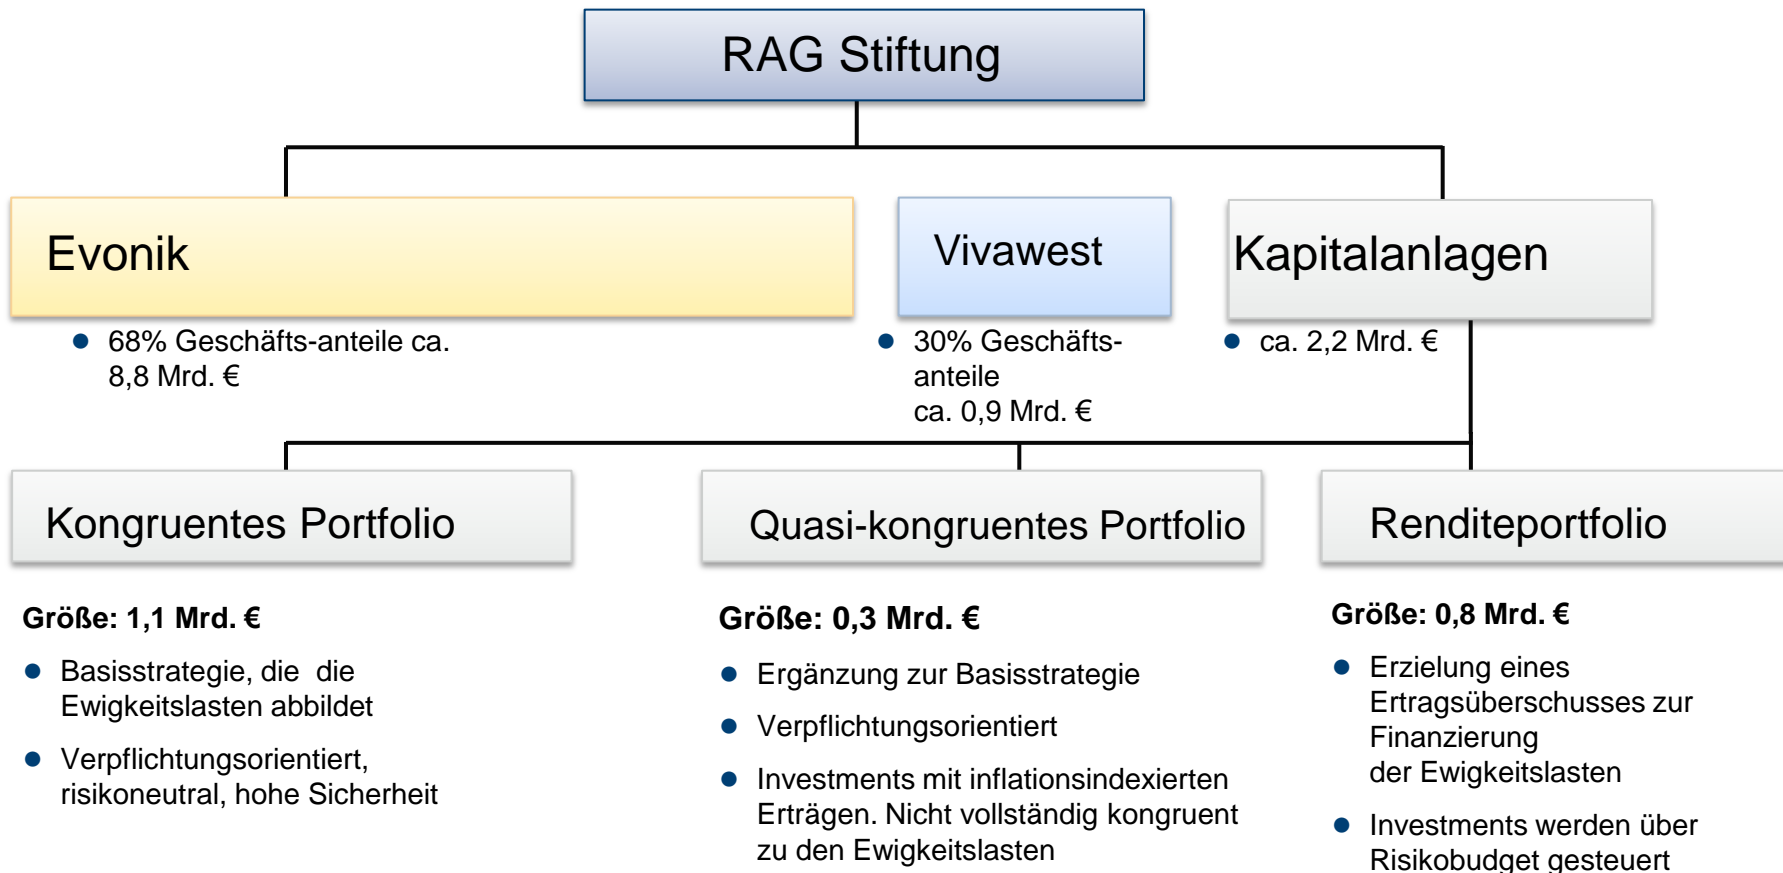 RAG Stiftung
Evonik
Vivawest
Kapitalanlagen
● 68% Geschäfts-anteile ca.
8,8 Mrd. €
● 30% Geschäfts-
anteile
ca. 0,9 Mrd. €
● ca. 2,2 Mrd. €
Kongruentes Portfolio
Quasi-kongruentes Portfolio
Renditeportfolio
Größe: 1,1 Mrd. €
● Basisstrategie, die  die
Ewigkeitslasten abbildet
● Verpflichtungsorientiert,
risikoneutral, hohe Sicherheit
Größe: 0,3 Mrd. €
● Ergänzung zur Basisstrategie
● Verpflichtungsorientiert
● Investments mit inflationsindexierten
Erträgen. Nicht vollständig kongruent
zu den Ewigkeitslasten
Größe: 0,8 Mrd. €
● Erzielung eines
Ertragsüberschusses zur
Finanzierung
der Ewigkeitslasten
● Investments werden über
Risikobudget gesteuert